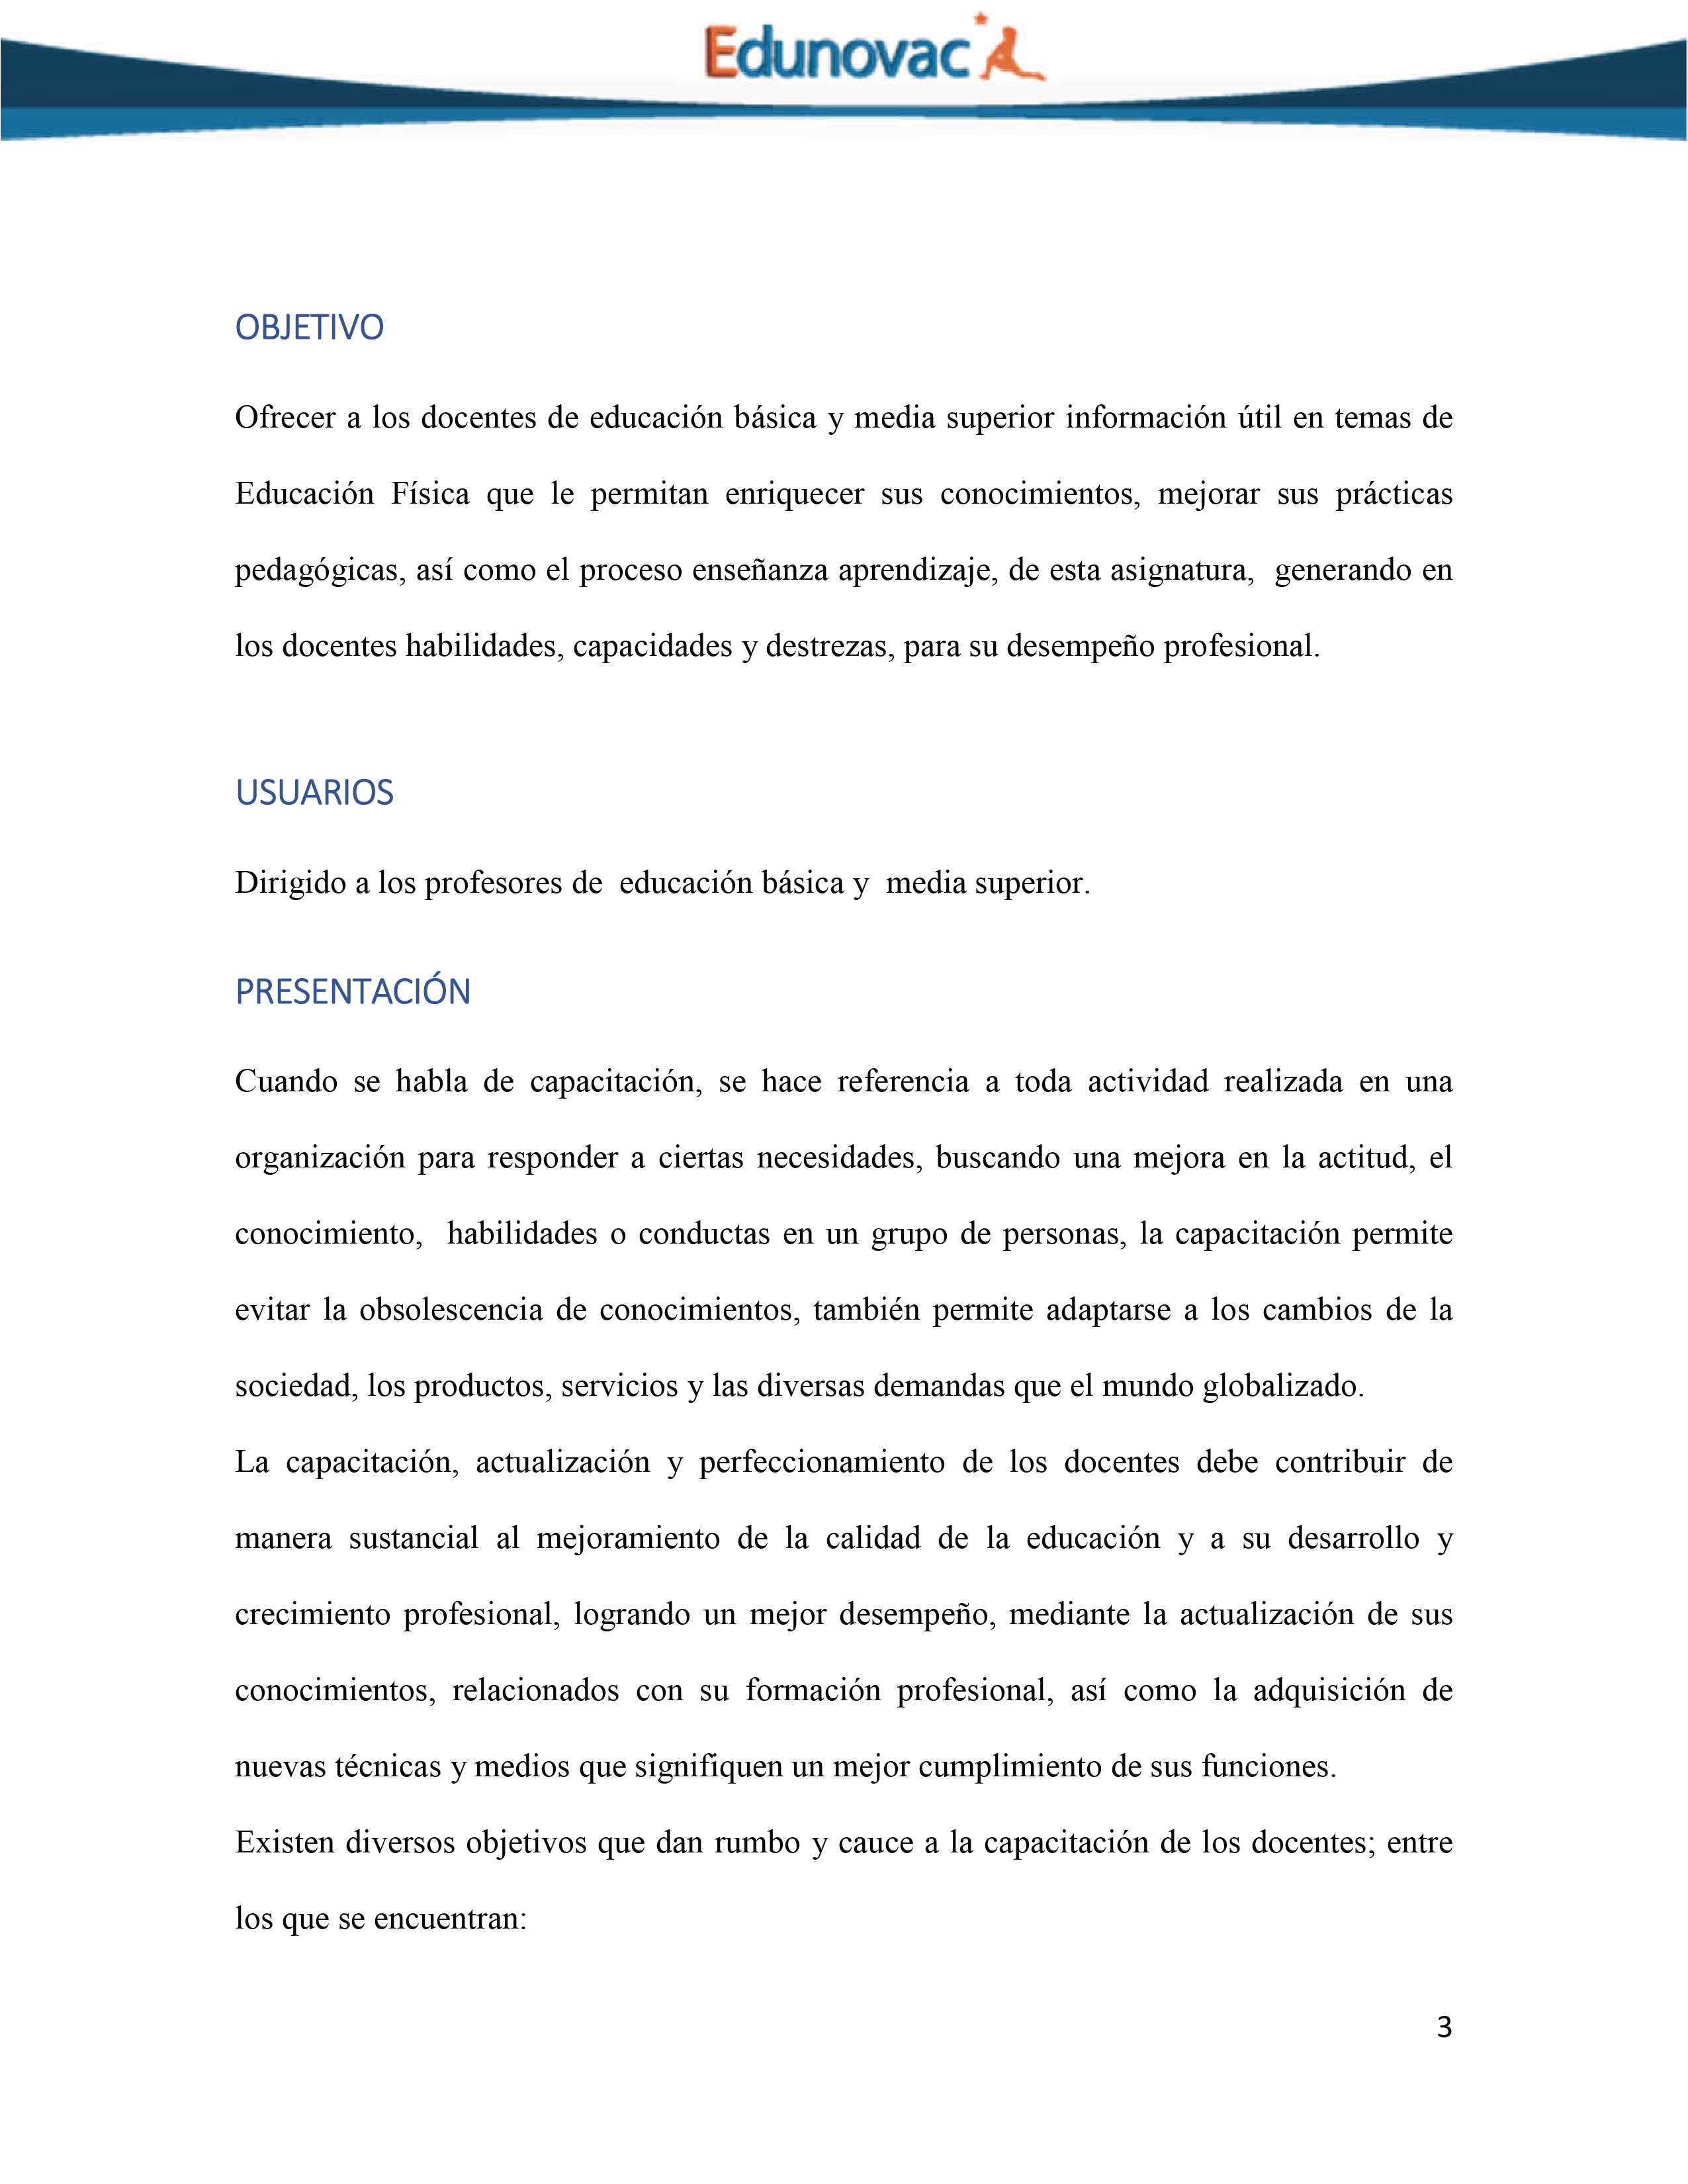 Edunovac
OBJETIVO
Ofrecer a los docentes de educación básica y media superior información útil en temas de
Educación Física que le permitan enriquecer sus conocimientos, mejorar sus prácticas
pedagógicas, así como el proceso enseñanza aprendizaje, de esta asignatura,  generando en
los docentes habilidades, capacidades y destrezas, para su desempeño profesional.
USUARIOS
Dirigido a los profesores de  educación básica y  media superior.
PRESENTACIÓN
Cuando se habla de capacitación, se hace referencia a toda actividad realizada en una
organización para responder a ciertas necesidades, buscando una mejora en la actitud, el
conocimiento,  habilidades o conductas en un grupo de personas, la capacitación permite
evitar la obsolescencia de conocimientos, también permite adaptarse a los cambios de la
sociedad, los productos, servicios y las diversas demandas que el mundo globalizado.
La capacitación, actualización y perfeccionamiento de los docentes debe contribuir de
manera sustancial al mejoramiento de la calidad de la educación y a su desarrollo y
crecimiento profesional, logrando un mejor desempeño, mediante la actualización de sus
conocimientos, relacionados con su formación profesional, así como la adquisición de
nuevas técnicas y medios que signifiquen un mejor cumplimiento de sus funciones.
Existen diversos objetivos que dan rumbo y cauce a la capacitación de los docentes; entre
los que se encuentran:
3